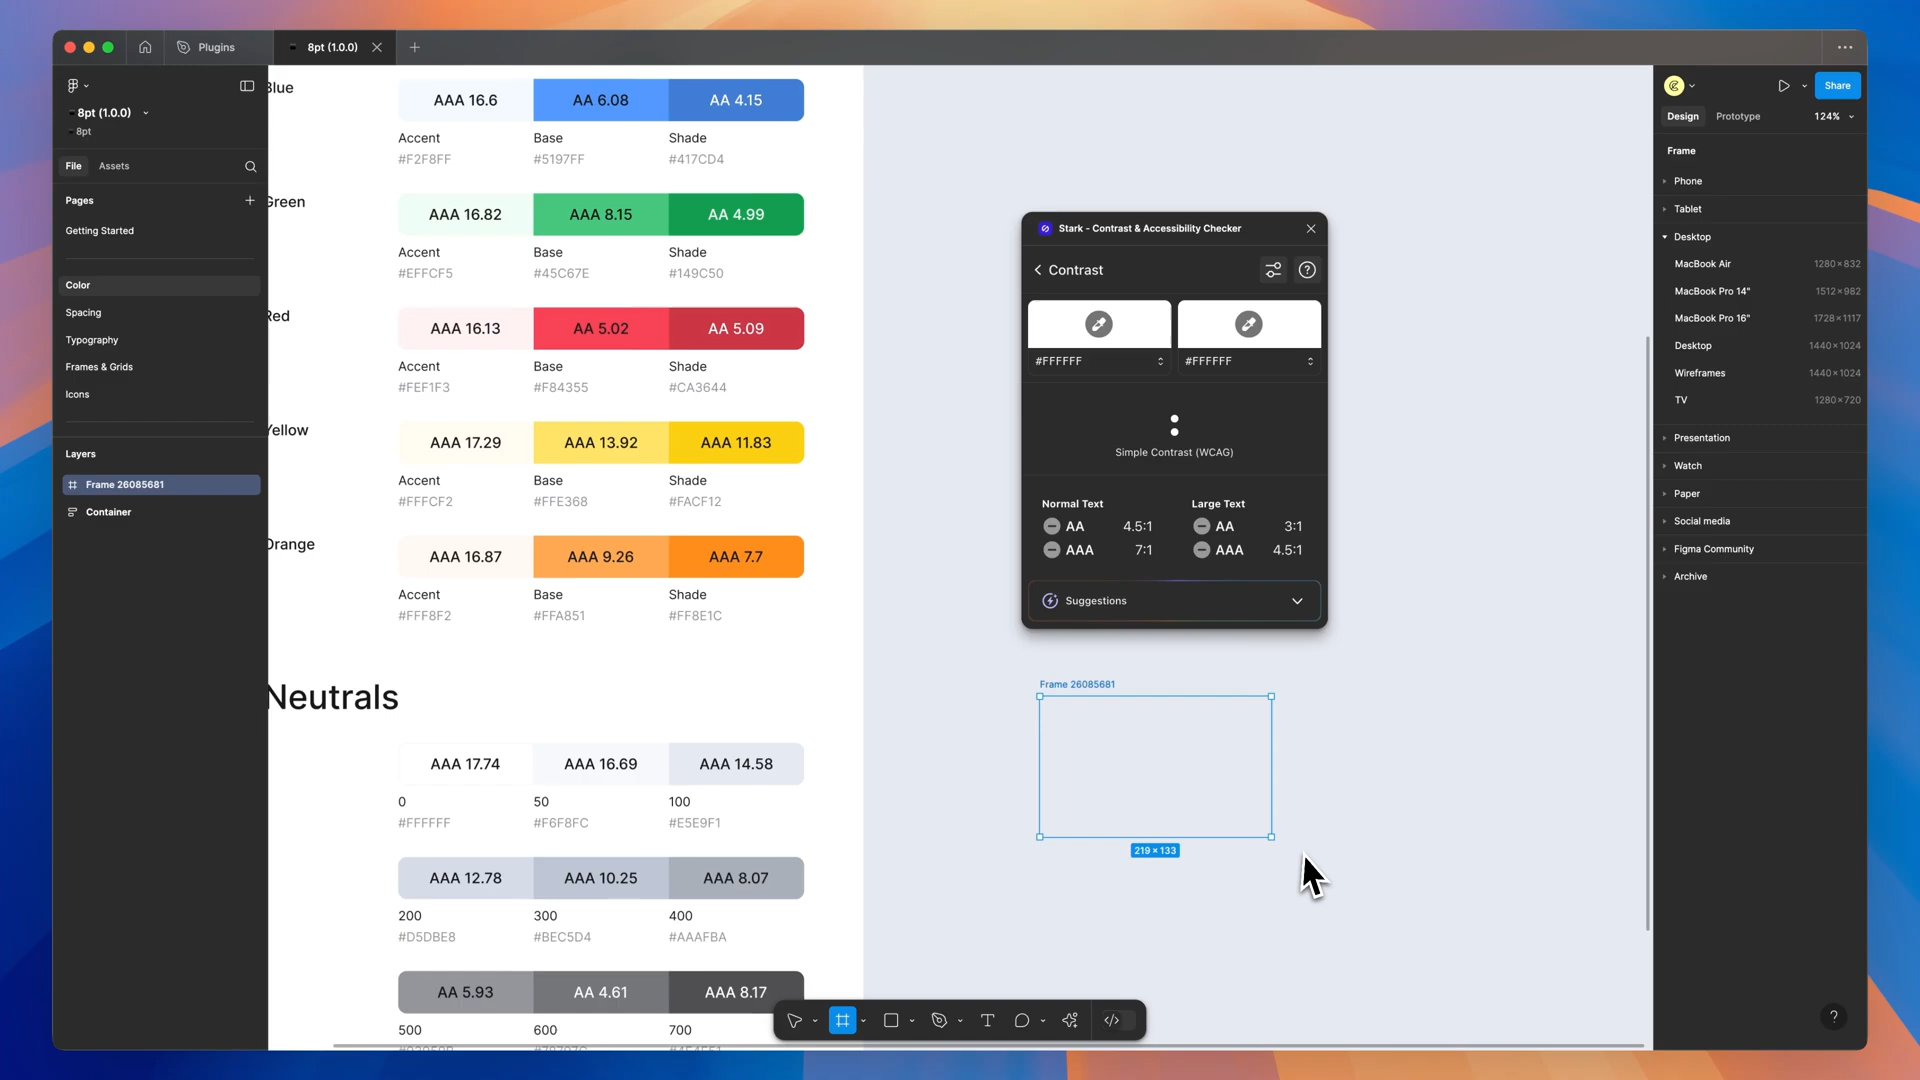 Plugins
8pt (1.0.0)
8pt (1.0.0)
8pt
File
Assets
Pages
Getting Started
Color
Spacing
Typography
Frames & Grids
Icons
Layers
Frame 26085681
Container
Blue
AAA 16.6
AA 6.08
AA 4.15
Accent
Base
Shade
#F2F8FF
#5197FF
#417CD4
Green
AAA 16.82
AAA 8.15
AA 4.99
Accent
Base
Shade
#EFFCF5
#45C67E
#149C50
Red
AAA 16.13
AA 5.02
AA 5.09
Accent
Base
Shade
#FEF1F3
#F84355
#CA3644
Yellow
AAA 17.29
AAA 13.92
AAA 11.83
Accent
Base
Shade
#FFFCF2
#FFE368
#FACF12
Orange
AAA 16.87
AAA 9.26
AAA 7.7
Accent
Base
Shade
#FFF8F2
#FFA851
#FF8E1C
Neutrals
AAA 17.74
AAA 16.69
AAA 14.58
0
50
100
#FFFFFF
#F6F8FC
#E5E9F1
AAA 12.78
AAA 10.25
AAA 8.07
200
300
400
#D5DBE8
#BEC5D4
#AAAFBA
AA 5.93
AA 4.61
AAA 8.17
500
600
700
Stark - Contrast & Accessibility Checker
Contrast
#FFFFFF
#FFFFFF
:
Simple Contrast (WCAG)
Normal Text
Large Text
AA 4.5:1
AA 3:1
AAA 7:1
AAA 4.5:1
Suggestions
Frame 26085681
219 × 133
Share
Design
Prototype
124%
Frame
Phone
Tablet
Desktop
MacBook Air 1280×832
MacBook Pro 14" 1512×982
MacBook Pro 16" 1728×1117
Desktop 1440×1024
Wireframes 1440×1024
TV 1280×720
Presentation
Watch
Paper
Social media
Figma Community
Archive
?